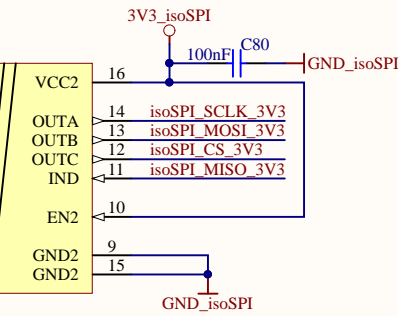 3V3_isoSPI
100nF C80
GND_isoSPI
VCC2 16
OUTA 14 isoSPI_SCLK_3V3
OUTB 13 isoSPI_MOSI_3V3
OUTC 12 isoSPI_CS_3V3
IND 11 isoSPI_MISO_3V3
EN2 10
GND2 9
GND2 15
GND_isoSPI